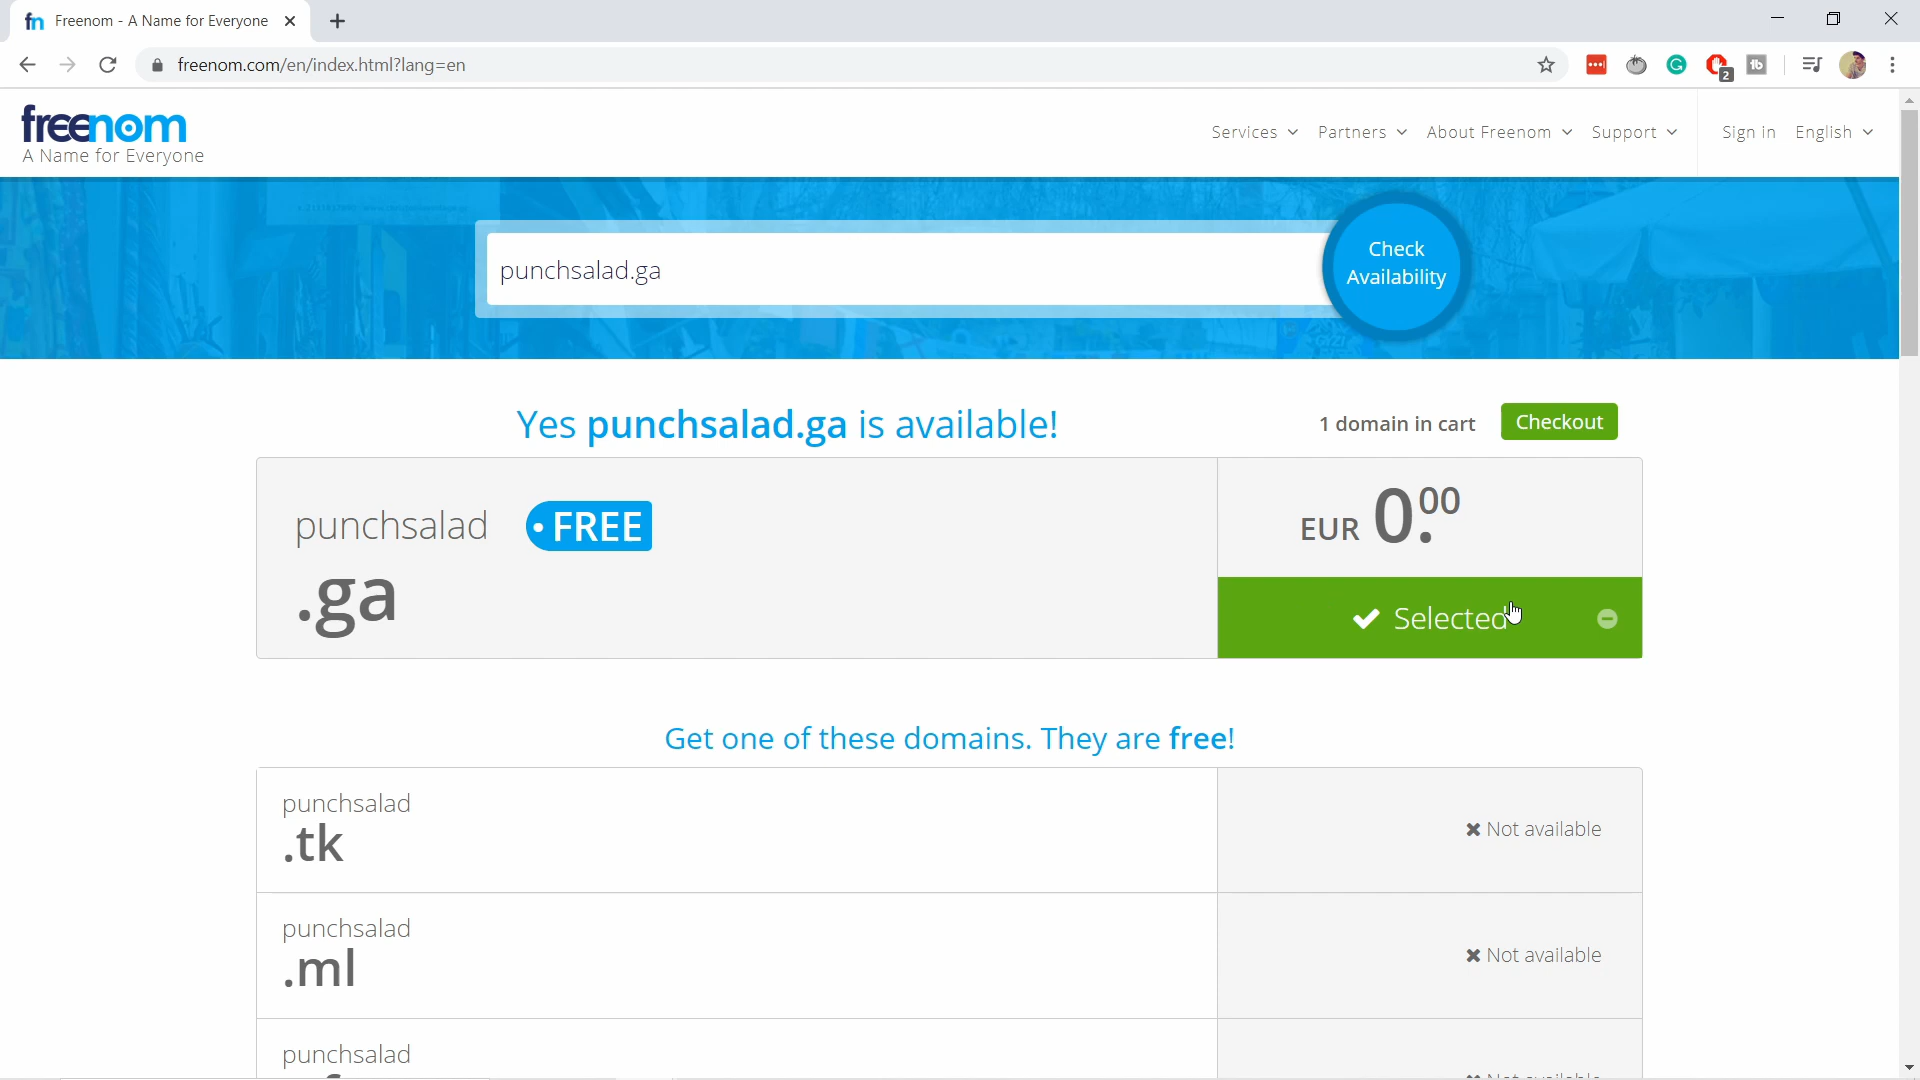 Freenom - A Name for Everyone
freenom.com/en/index.html?lang=en
2
freenom
A Name for Everyone
Services Partners About Freenom Support Sign in English
punchsalad.ga
Check
Availability
Yes punchsalad.ga is available!
1 domain in cart Checkout
punchsalad FREE
.ga
EUR 0.00
Selected
Get one of these domains. They are free!
punchsalad
.tk
Not available
punchsalad
.ml
Not available
punchsalad